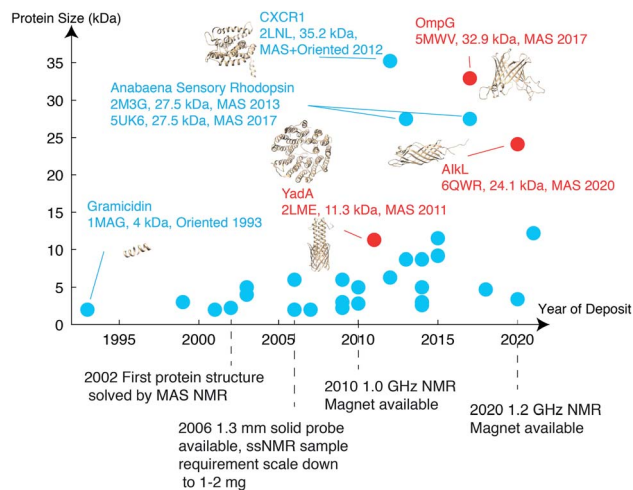 Protein Size (kDa)
CXCR1
2LNL, 35.2 kDa,
MAS+Oriented 2012
OmpG
5MWV, 32.9 kDa, MAS 2017
Anabaena Sensory Rhodopsin
2M3G, 27.5 kDa, MAS 2013
5UK6, 27.5 kDa, MAS 2017
AlkL
6QWR, 24.1 kDa, MAS 2020
YadA
2LME, 11.3 kDa, MAS 2011
Gramicidin
1MAG, 4 kDa, Oriented 1993
35
30
25
20
15
10
5
0
Year of Deposit
1995
2000
2005
2010
2015
2020
2002 First protein structure
solved by MAS NMR
2006 1.3 mm solid probe
available, ssNMR sample
requirement scale down
to 1-2 mg
2010 1.0 GHz NMR
Magnet available
2020 1.2 GHz NMR
Magnet available